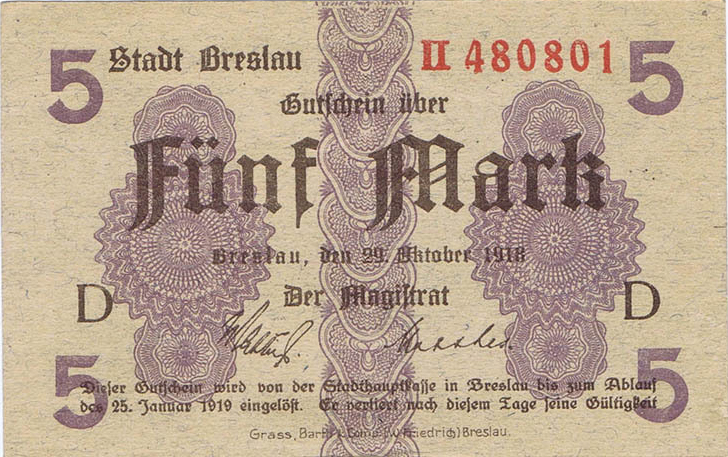 5 Stadt Breslau II 480801 5
Gutschein über
Fünf Mark
Breslau, den 29. Oktober 1918
D Der Magistrat D
5 5
Dieser Gutschein wird von der Stadthauptkasse in Breslau bis zum Ablauf
des 25. Januar 1919 eingelöst. Er verliert nach diesem Tage seine Gültigkeit
Grass, Barth & Comp. (W. Friedrich) Breslau.